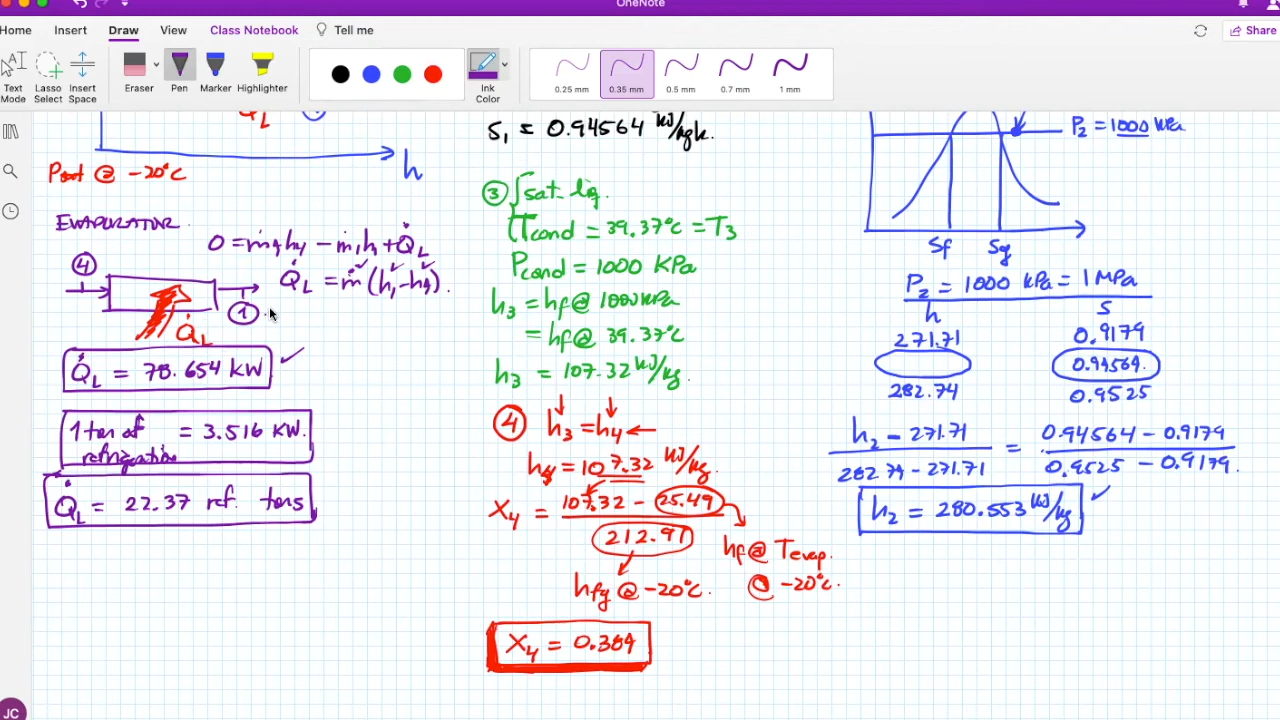 OneNote
Home Insert Draw View Class Notebook Tell me Share
Text Mode Lasso Select Insert Space Eraser Pen Marker Highlighter Ink Color 0.25 mm 0.35 mm 0.5 mm 0.7 mm 1 mm
Q̇L
h
@ -20°C
EVAPORATOR
0 = ṁ4h4 - ṁ1h1 + Q̇L
4
Q̇L = ṁ(h1-h4).
1
Q̇L
Q̇L = 78.654 KW
1 ton of refrigeration = 3.516 KW.
Q̇L = 22.37 ref. tons
S1 = 0.94564 KJ/kgk.
3 sat-liq.
Tcond = 39.37°C = T3
Pcond = 1000 KPa
h3 = hf@ 1000 kPa
= hf@ 39.37°C
h3 = 107.32 KJ/kg.
4 h3 = h4
h4 = 107.32 KJ/kg.
X4 = 107.32 - 25.49
212.91
hf@ Tevap.
hfg @ -20°C.
@ -20°C.
X4 = 0.384
P2 = 1000 kPa
Sf Sg
P2 = 1000 kPa = 1 MPa
h S
271.71 0.9179
0.94564.
282.74 0.9525
h2 - 271.71 = 0.94564 - 0.9179
282.74 - 271.71 0.9525 - 0.9179.
h2 = 280.553 KJ/kg
JC